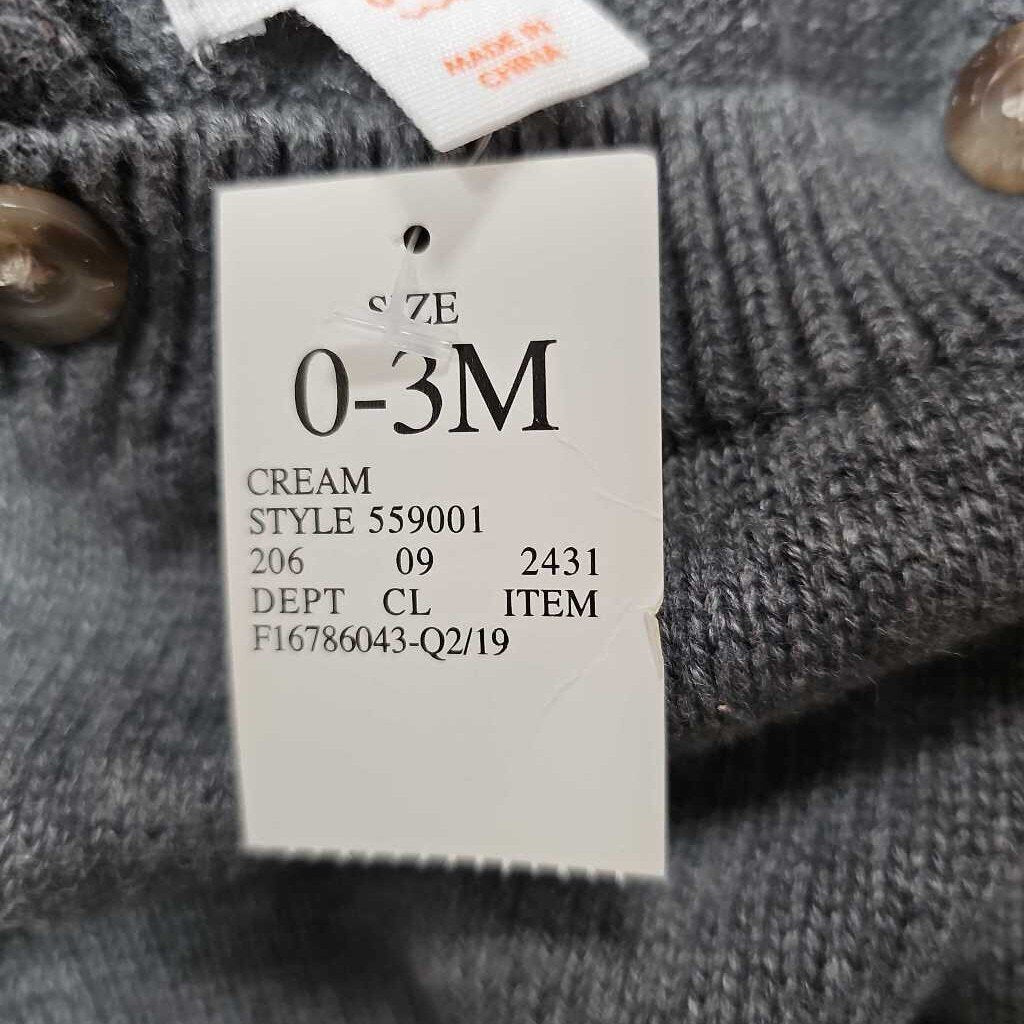 MADE IN
CHINA
SIZE
0-3M
CREAM
STYLE 559001
206 09 2431
DEPT CL ITEM
F16786043-Q2/19